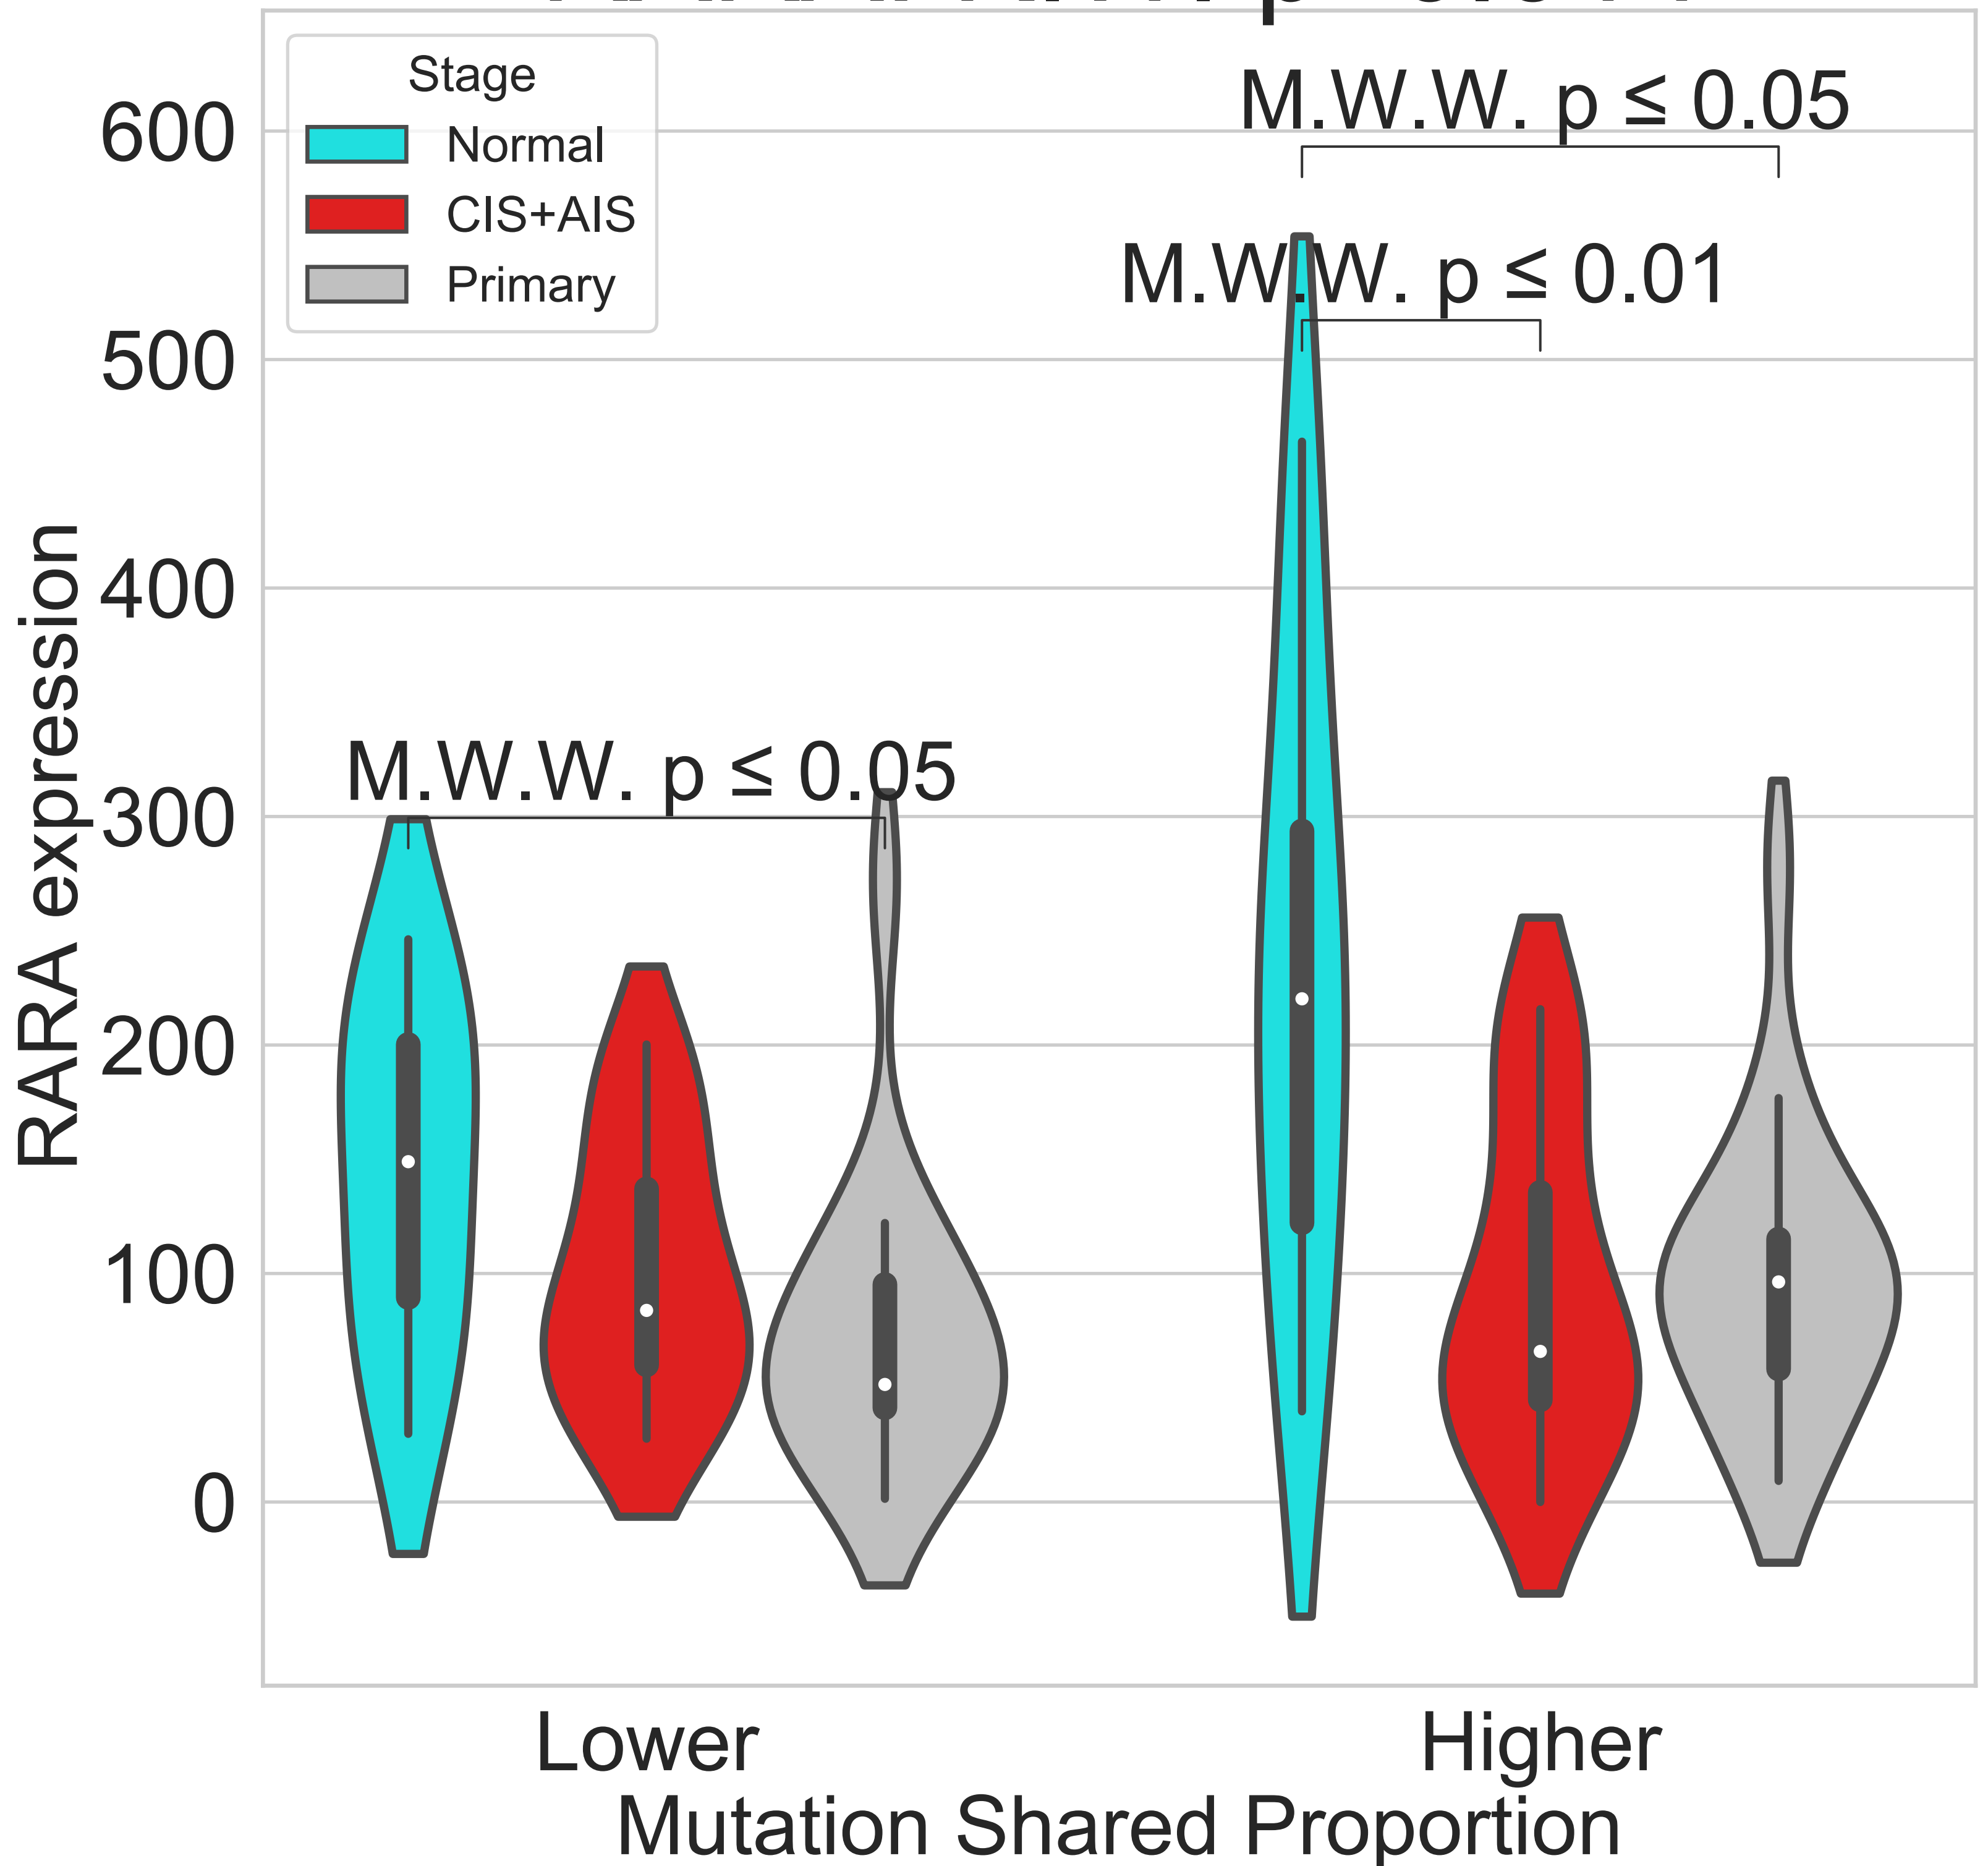 Stage
Normal
CIS+AIS
Primary
M.W.W. p ≤ 0.05
M.W.W. p ≤ 0.01
M.W.W. p ≤ 0.05
600
500
400
300
200
100
0
RARA expression
Lower
Higher
Mutation Shared Proportion